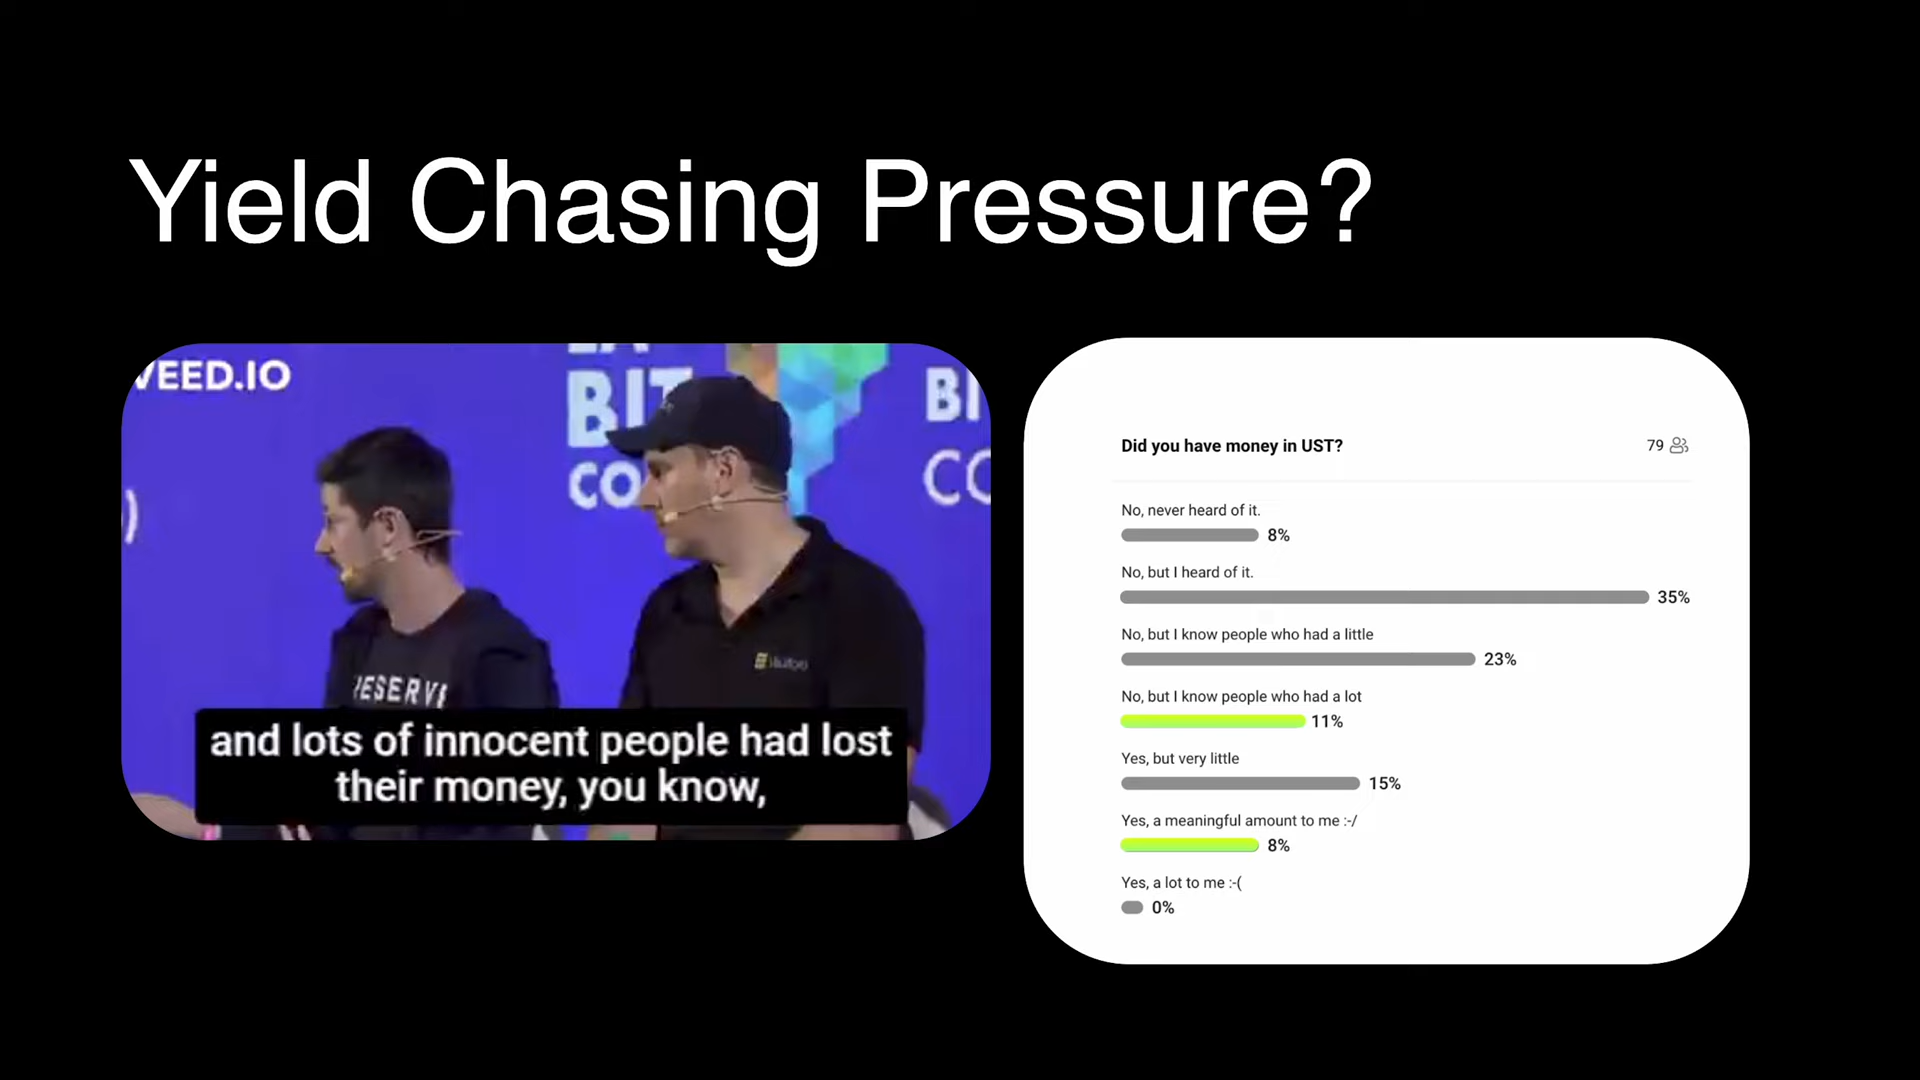 Yield Chasing Pressure?
WEED.IO
BIT
CO
BI
CO
)
and lots of innocent people had lost
their money, you know,
Did you have money in UST?
79
No, never heard of it.
8%
No, but I heard of it.
35%
No, but I know people who had a little
23%
No, but I know people who had a lot
11%
Yes, but very little
15%
Yes, a meaningful amount to me :-/
8%
Yes, a lot to me :-(
0%